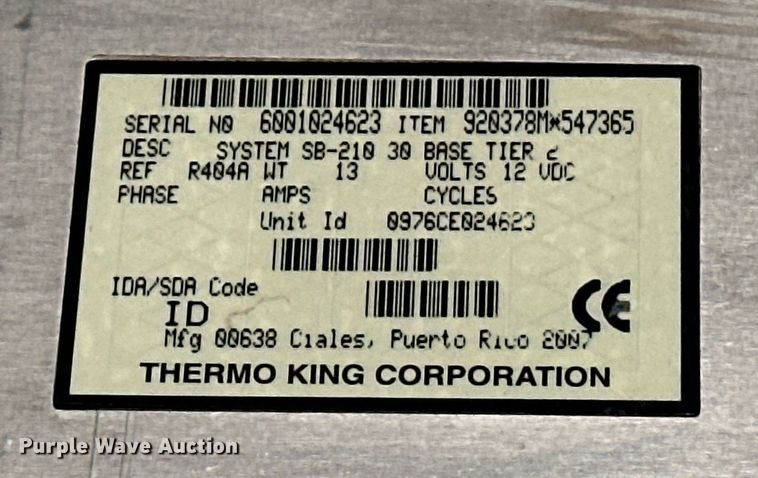 SERIAL NO 6001024623 ITEM 920378M*547365
DESC SYSTEM SB-210 30 BASE TIER 2
REF R404A WT 13 VOLTS 12 VDC
PHASE AMPS CYCLES
Unit Id 0976CE024623
IDA/SDA Code
ID
CE
Mfg 00638 Ciales, Puerto Rico 2007
THERMO KING CORPORATION
Purple Wave Auction